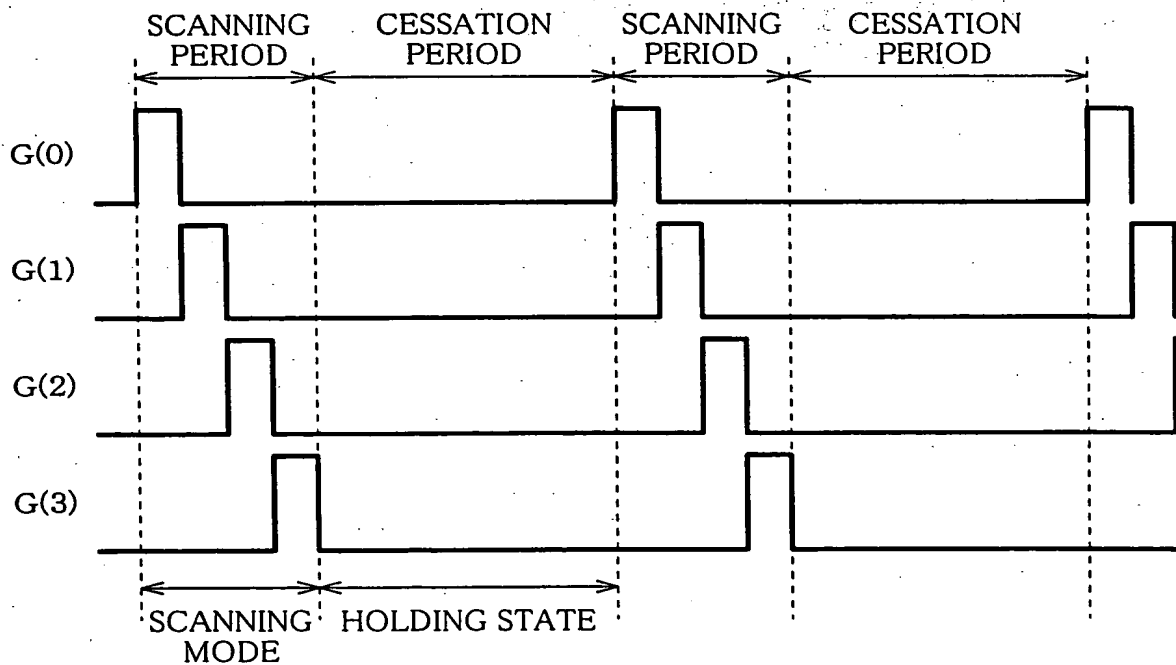 SCANNING PERIOD
CESSATION PERIOD
SCANNING PERIOD
CESSATION PERIOD
G(0)
G(1)
G(2)
G(3)
SCANNING MODE
HOLDING STATE